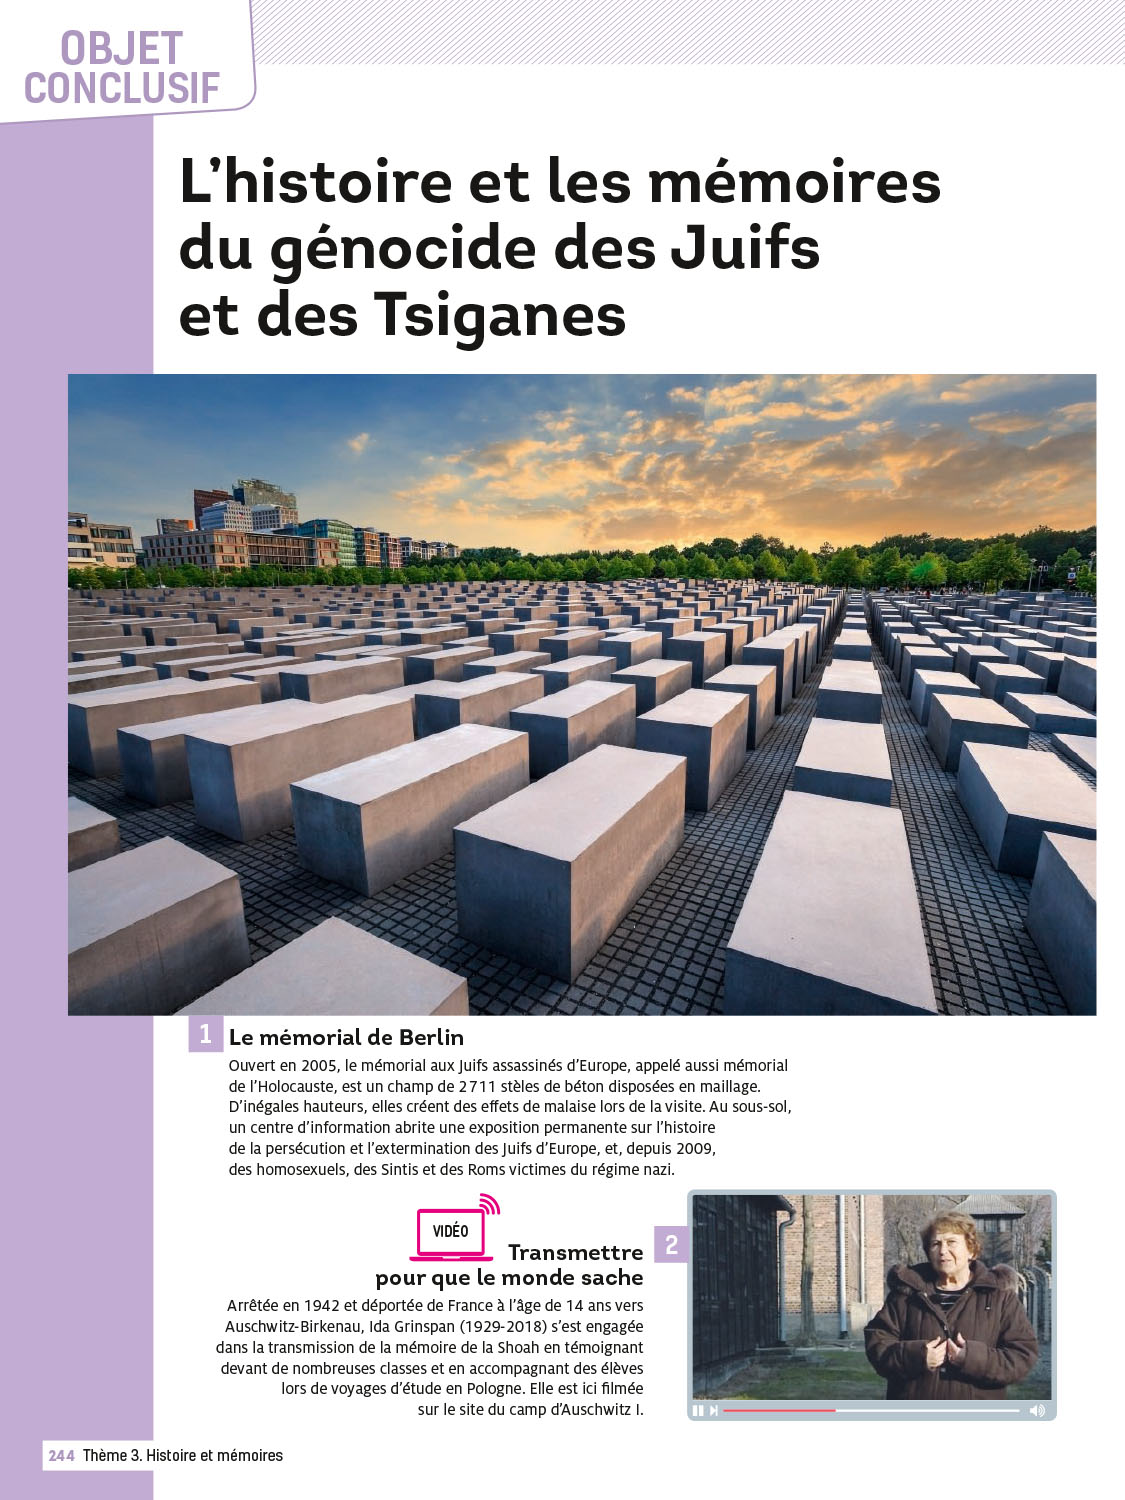 OBJET
CONCLUSIF
L’histoire et les mémoires
du génocide des Juifs
et des Tsiganes
1 Le mémorial de Berlin
Ouvert en 2005, le mémorial aux Juifs assassinés d’Europe, appelé aussi mémorial
de l’Holocauste, est un champ de 2 711 stèles de béton disposées en maillage.
D’inégales hauteurs, elles créent des effets de malaise lors de la visite. Au sous-sol,
un centre d’information abrite une exposition permanente sur l’histoire
de la persécution et l’extermination des Juifs d’Europe, et, depuis 2009,
des homosexuels, des Sintis et des Roms victimes du régime nazi.
VIDÉO
Transmettre 2
pour que le monde sache
Arrêtée en 1942 et déportée de France à l’âge de 14 ans vers
Auschwitz-Birkenau, Ida Grinspan (1929-2018) s’est engagée
dans la transmission de la mémoire de la Shoah en témoignant
devant de nombreuses classes et en accompagnant des élèves
lors de voyages d’étude en Pologne. Elle est ici filmée
sur le site du camp d’Auschwitz I.
244 Thème 3. Histoire et mémoires